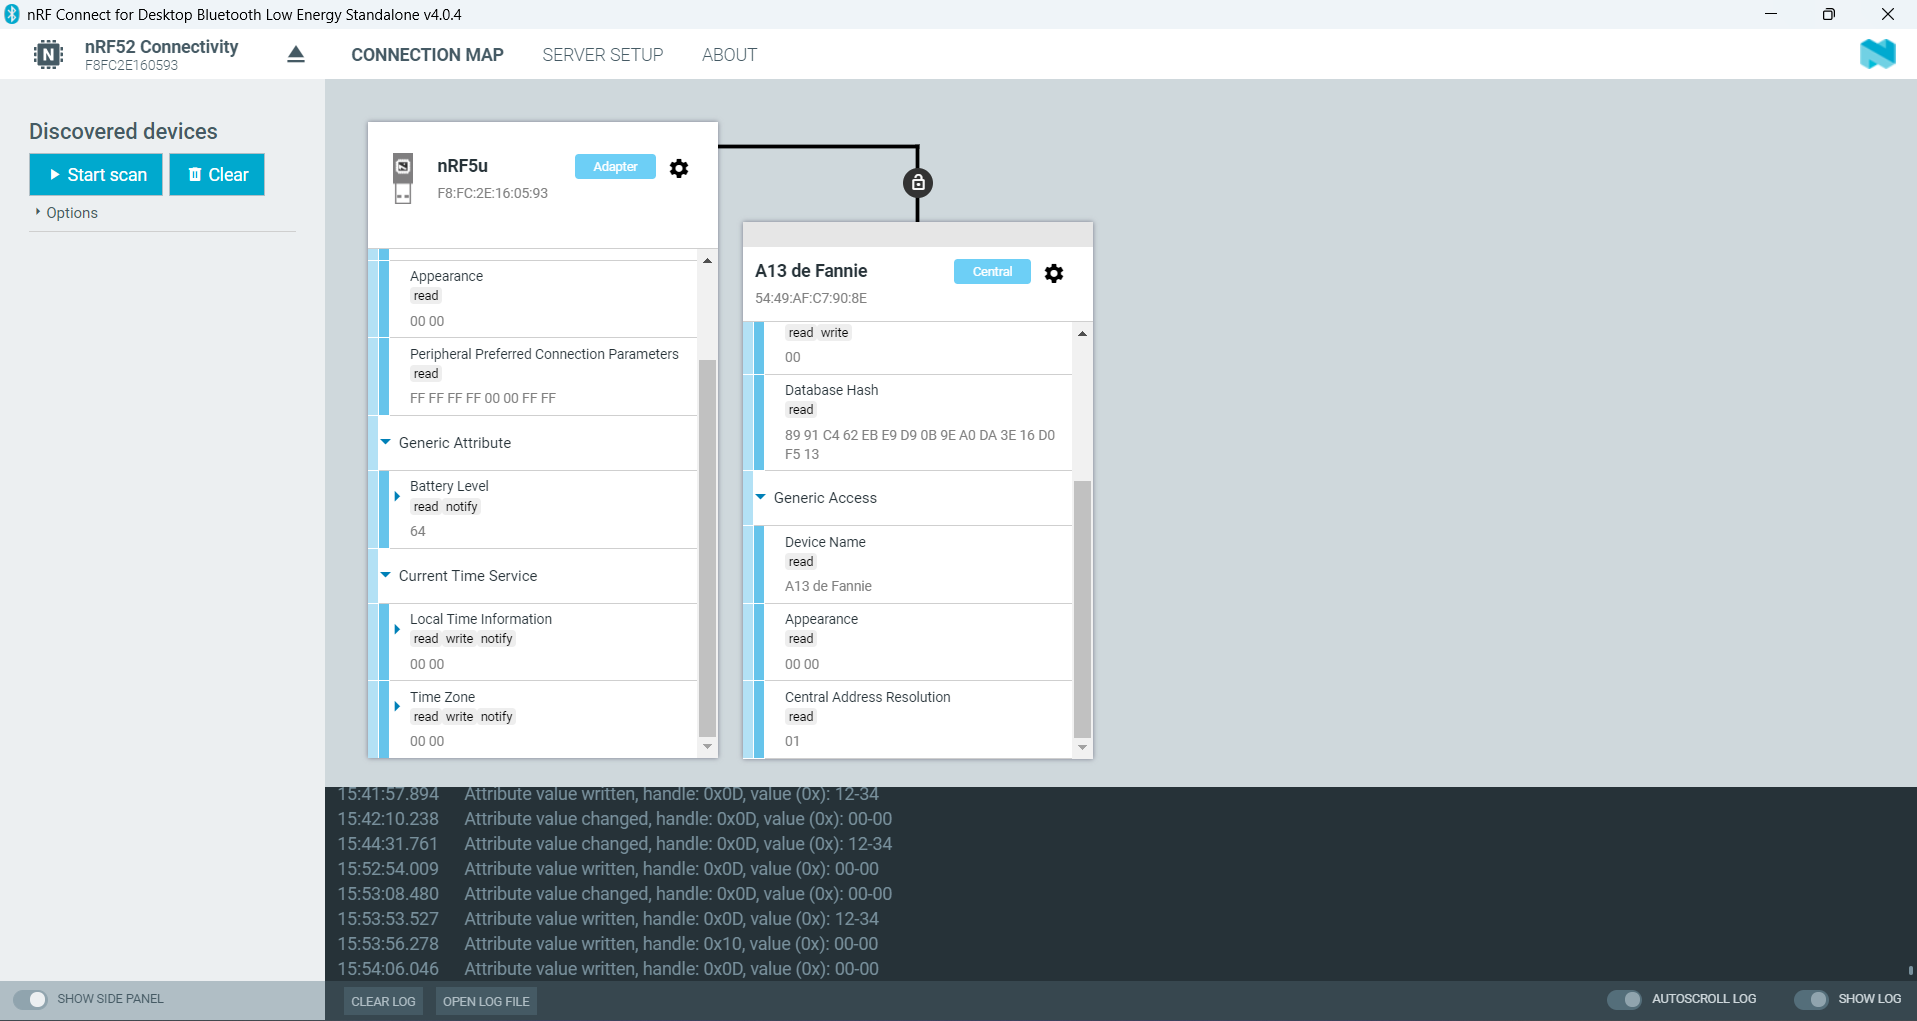 nRF Connect for Desktop Bluetooth Low Energy Standalone v4.0.4
nRF52 Connectivity
F8FC2E160593
CONNECTION MAP
SERVER SETUP
ABOUT
Discovered devices
Start scan
Clear
Options
nRF5u
Adapter
F8:FC:2E:16:05:93
Appearance
read
00 00
Peripheral Preferred Connection Parameters
read
FF FF FF FF 00 00 FF FF
Generic Attribute
Battery Level
read notify
64
Current Time Service
Local Time Information
read write notify
00 00
Time Zone
read write notify
00 00
A13 de Fannie
Central
54:49:AF:C7:90:8E
read write
00
Database Hash
read
89 91 C4 62 EB E9 D9 0B 9E A0 DA 3E 16 D0
F5 13
Generic Access
Device Name
read
A13 de Fannie
Appearance
read
00 00
Central Address Resolution
read
01
15:41:57.894 Attribute value written, handle: 0x0D, value (0x): 12-34
15:42:10.238 Attribute value changed, handle: 0x0D, value (0x): 00-00
15:44:31.761 Attribute value changed, handle: 0x0D, value (0x): 12-34
15:52:54.009 Attribute value written, handle: 0x0D, value (0x): 00-00
15:53:08.480 Attribute value changed, handle: 0x0D, value (0x): 00-00
15:53:53.527 Attribute value written, handle: 0x0D, value (0x): 12-34
15:53:56.278 Attribute value written, handle: 0x10, value (0x): 00-00
15:54:06.046 Attribute value written, handle: 0x0D, value (0x): 00-00
SHOW SIDE PANEL
CLEAR LOG
OPEN LOG FILE
AUTOSCROLL LOG
SHOW LOG